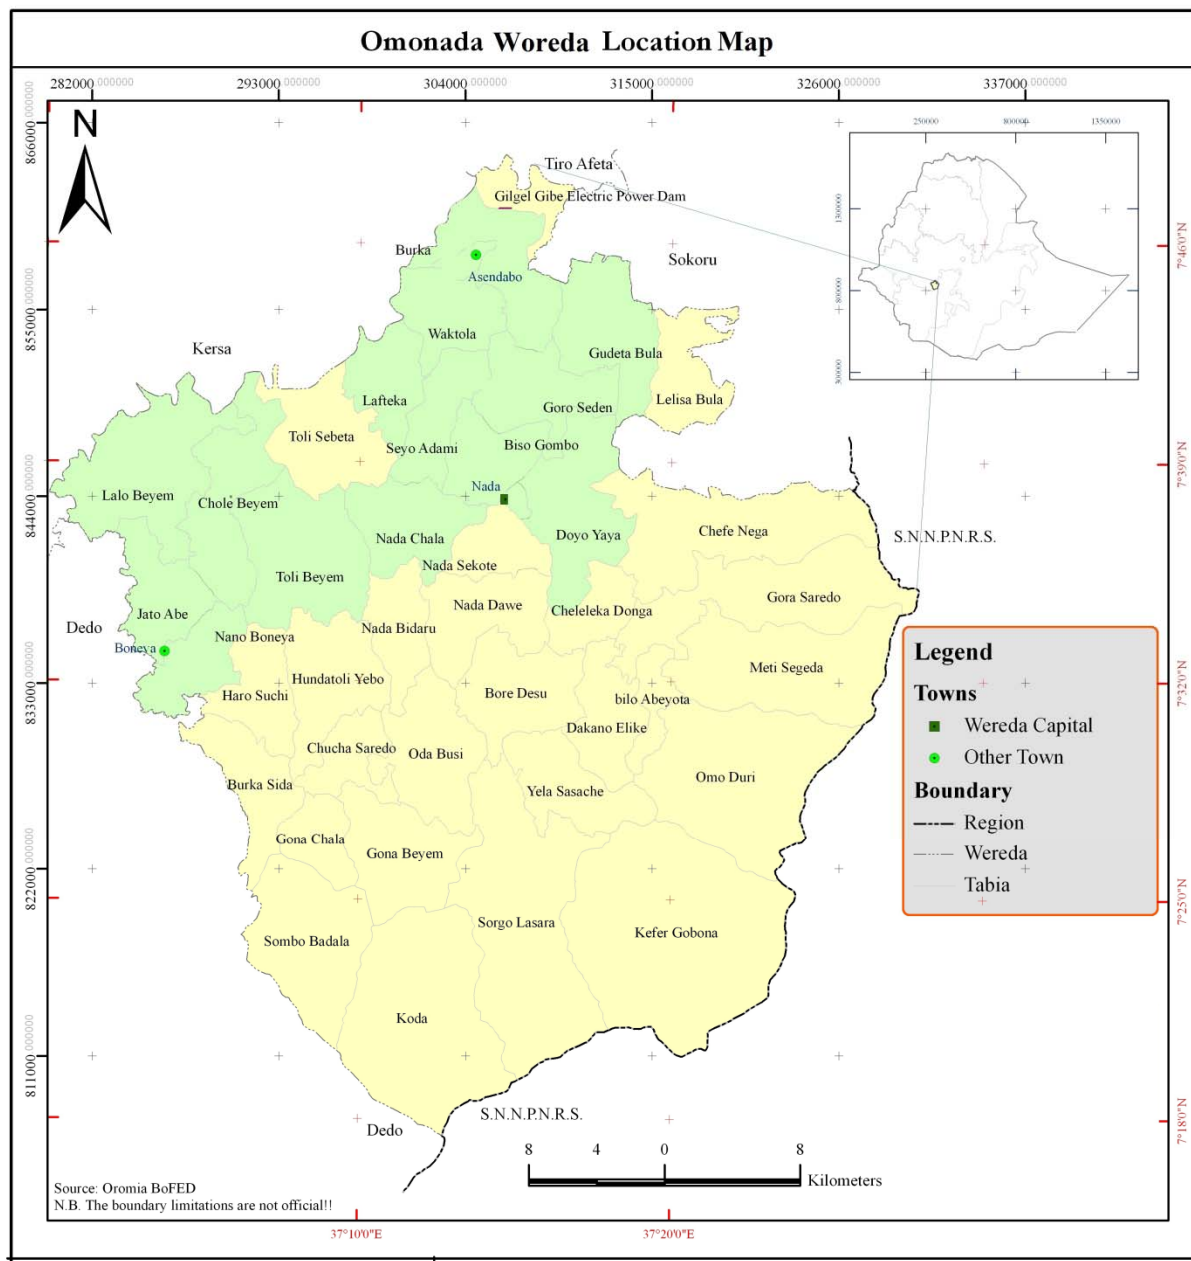 Omonada Woreda Location Map
282000.000000 293000.000000 304000.000000 315000.000000 326000.000000 337000.000000
866000.000000
855000.000000
844000.000000
833000.000000
822000.000000
811000.000000
N
250000 800000 1350000
1300000
800000
300000
7°46'0"N
7°39'0"N
7°32'0"N
7°25'0"N
7°18'0"N
Tiro Afeta
Gilgel Gibe Electric Power Dam
Burka
Sokoru
Asendabo
Waktola
Kersa
Gudeta Bula
Lafteka
Goro Seden
Lelisa Bula
Toli Sebeta
Seyo Adami
Biso Gombo
Lalo Beyem
Chole Beyem
Nada
Nada Chala
Doyo Yaya
Chefe Nega
S.N.N.P.N.R.S.
Nada Sekote
Toli Beyem
Nada Dawe
Cheleleka Donga
Gora Saredo
Jato Abe
Dedo
Nano Boneya
Nada Bidaru
Boneya
Hundatoli Yebo
Haro Suchi
Bore Desu
bilo Abeyota
Meti Segeda
Dakano Elike
Chucha Saredo
Oda Busi
Burka Sida
Yela Sasache
Omo Duri
Gona Chala
Gona Beyem
Sorgo Lasara
Kefer Gobona
Sombo Badala
Koda
S.N.N.P.N.R.S.
Dedo
Legend
Towns
Wereda Capital
Other Town
Boundary
Region
Wereda
Tabia
8 4 0 8
Kilometers
Source: Oromia BoFED
N.B. The boundary limitations are not official!!
37°10'0"E 37°20'0"E